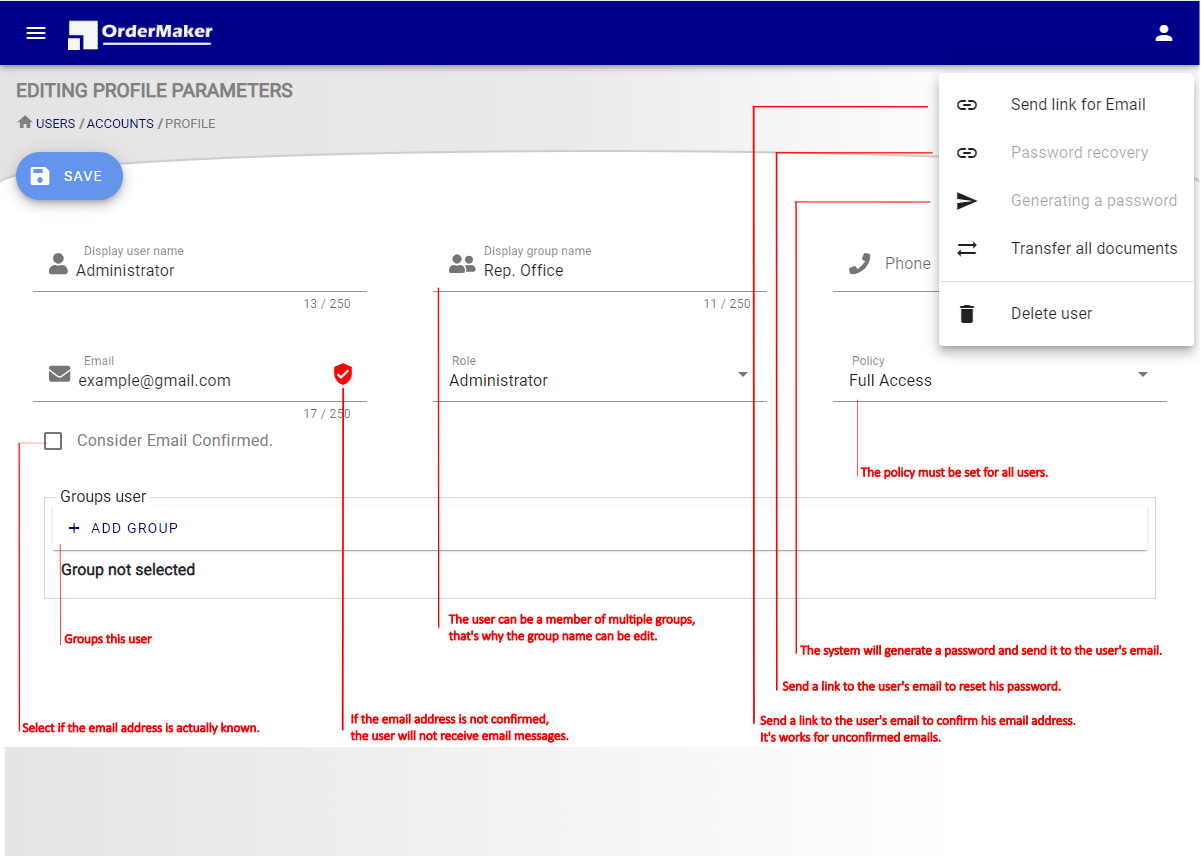 OrderMaker
EDITING PROFILE PARAMETERS
USERS / ACCOUNTS / PROFILE
SAVE
Send link for Email
Password recovery
Generating a password
Transfer all documents
Delete user
Display user name
Administrator
13 / 250
Display group name
Rep. Office
11 / 250
Phone
Email
example@gmail.com
17 / 250
Role
Administrator
Policy
Full Access
Consider Email Confirmed.
The policy must be set for all users.
Groups user
+ ADD GROUP
Group not selected
Groups this user
The user can be a member of multiple groups,
that's why the group name can be edit.
The system will generate a password and send it to the user's email.
Send a link to the user's email to reset his password.
Select if the email address is actually known.
If the email address is not confirmed,
the user will not receive email messages.
Send a link to the user's email to confirm his email address.
It's works for unconfirmed emails.